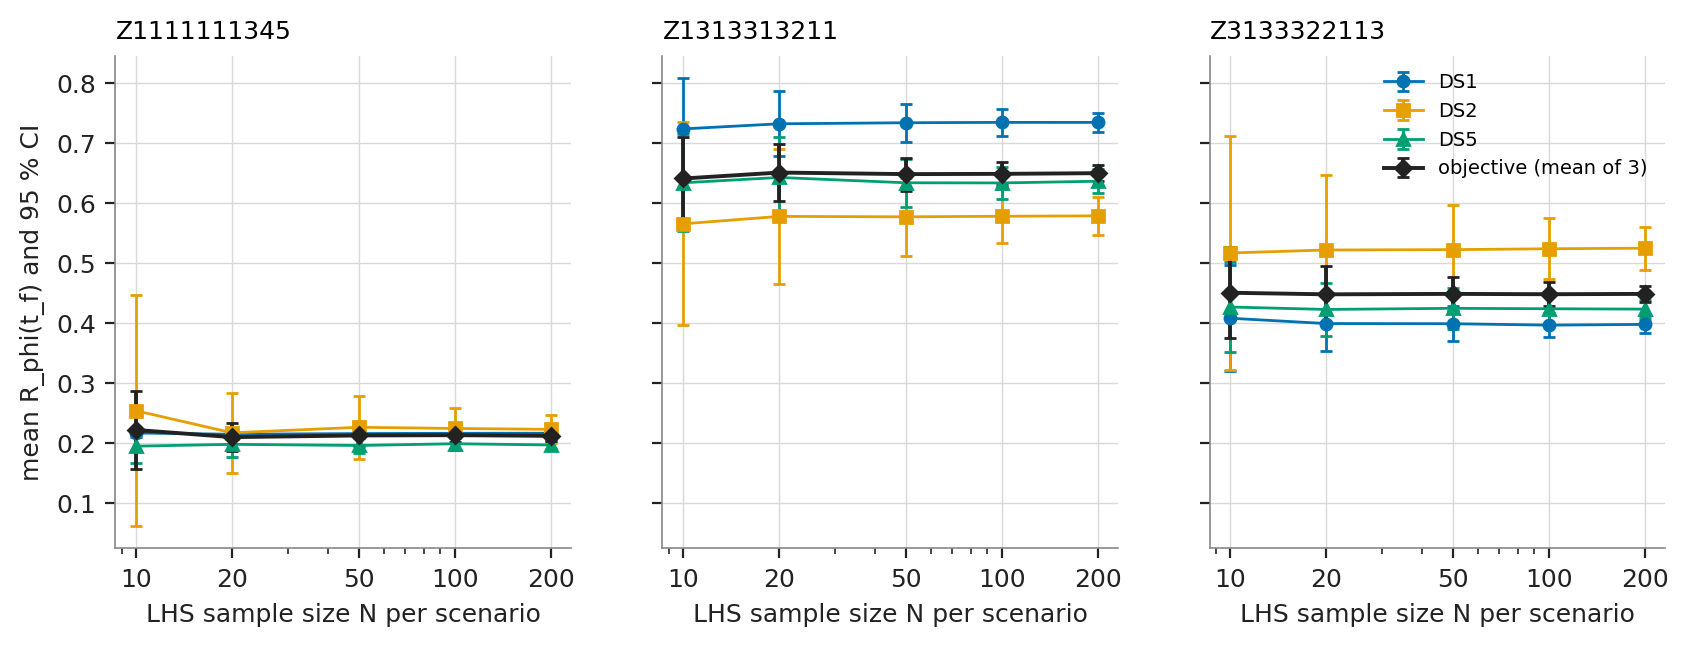 Z1111111345
Z1313313211
Z3133322113
mean R_phi(t_f) and 95 % CI
0.8
0.7
0.6
0.5
0.4
0.3
0.2
0.1
DS1
DS2
DS5
objective (mean of 3)
10 20 50 100 200
10 20 50 100 200
10 20 50 100 200
LHS sample size N per scenario
LHS sample size N per scenario
LHS sample size N per scenario